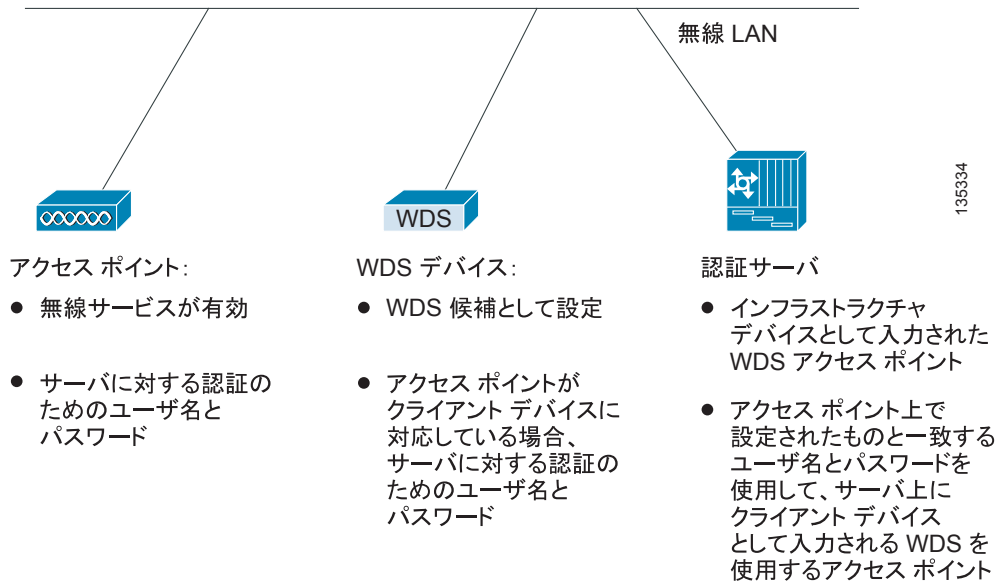 無線 LAN
135334
WDS
アクセス ポイント：
● 無線サービスが有効
● サーバに対する認証の
ためのユーザ名と
パスワード
WDS デバイス：
● WDS 候補として設定
● アクセス ポイントが
クライアント デバイスに
対応している場合、
サーバに対する認証の
ためのユーザ名と
パスワード
認証サーバ
● インフラストラクチャ
デバイスとして入力された
WDS アクセス ポイント
● アクセス ポイント上で
設定されたものと一致する
ユーザ名とパスワードを
使用して、サーバ上に
クライアント デバイス
として入力される WDS を
使用するアクセス ポイント